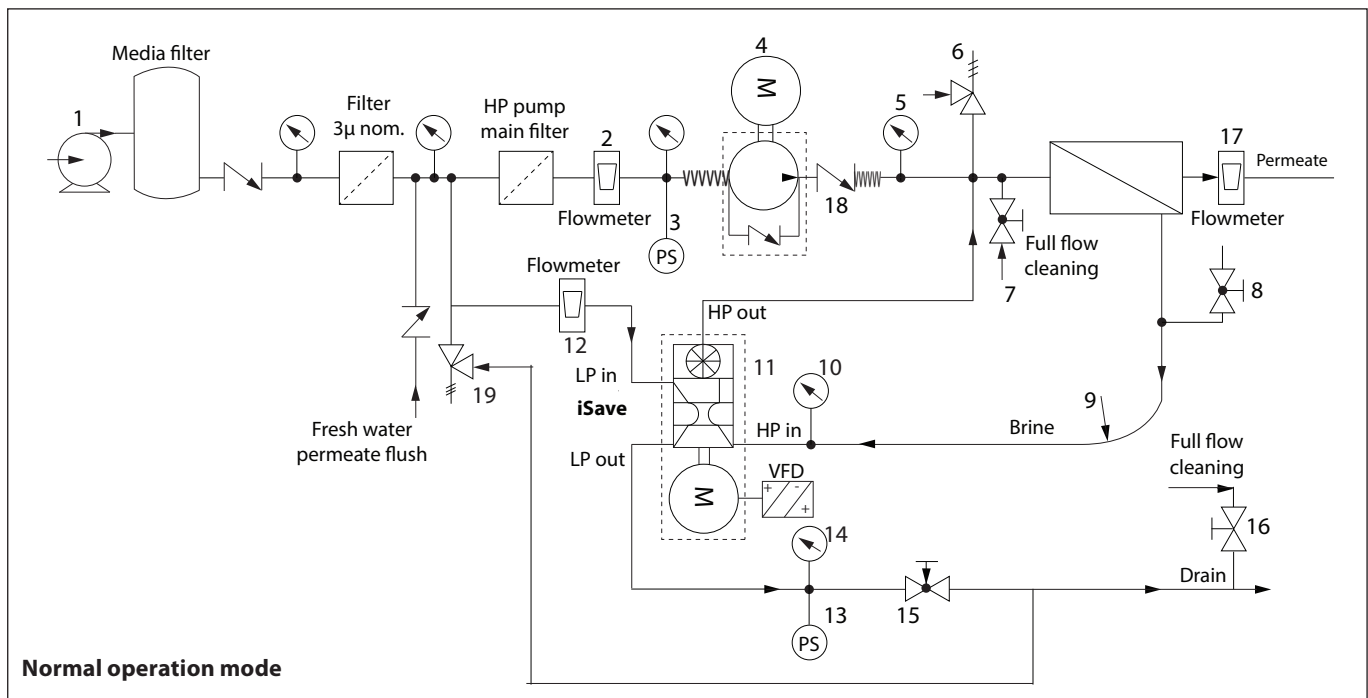 Media filter
1
Filter
3μ nom.
HP pump
main filter
2
Flowmeter
3
PS
4
M
5
6
18
17
Permeate
Flowmeter
Full flow
cleaning
7
8
Flowmeter
12
HP out
LP in
iSave
11
10
HP in
9
Brine
19
Fresh water
permeate flush
LP out
M
VFD
+ -
+
14
13
PS
15
Full flow
cleaning
16
Drain
Normal operation mode